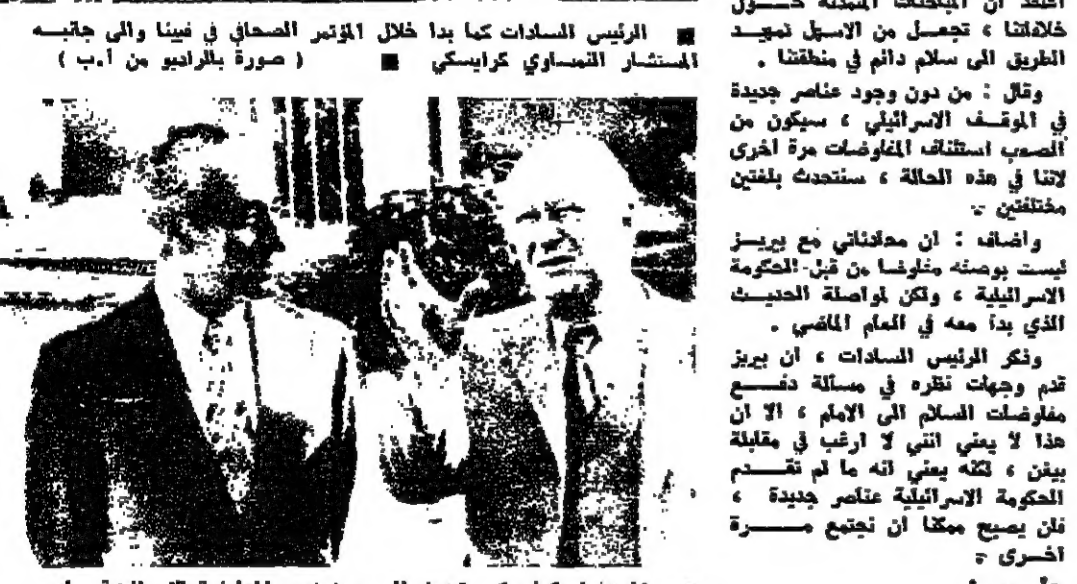 الرئيس السادات كما بدا خلال المؤتمر الصحافي في فيينا والى جانبه
المستشار النمساوي كرايسكي ( صورة بالراديو من أ.ب )
خلافاتنا ، تجعل من الاسهل تمهيد
الطريق الى سلام دائم في منطقتنا .
وقال : من دون وجود عناصر جديدة
في الموقف الاسرائيلي ، سيكون من
الصعب استئناف المفاوضات مرة اخرى
لاننا في هذه الحالة ، سنتحدث بلغتين
مختلفتين .
واضاف : ان محادثاتي مع بيريز
ليست بوصفه مفاوضا من قبل الحكومة
الاسرائيلية ، ولكن لمواصلة الحديث
الذي بدأ معه في العام الماضي .
وذكر الرئيس السادات ، ان بيريز
قدم وجهات نظره في مسألة دفع
مفاوضات السلام الى الامام ، الا ان
هذا لا يعني انني لا ارغب في مقابلة
بيغن ، لكنه يعني انه ما لم تقدم
الحكومة الاسرائيلية عناصر جديدة ،
فلن يصبح ممكنا ان نجتمع مرة
اخرى .